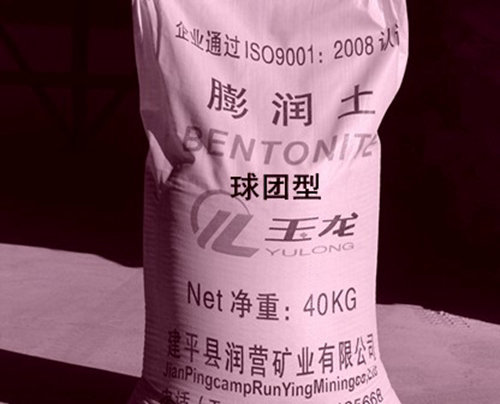 企业通过ISO9001：2008认
膨润土
BENTONITE
球团型
玉龙
YULONG
Net 净重：40KG
建平县润营矿业有限公司
JianPingcampRunYingMiningco,Ltd